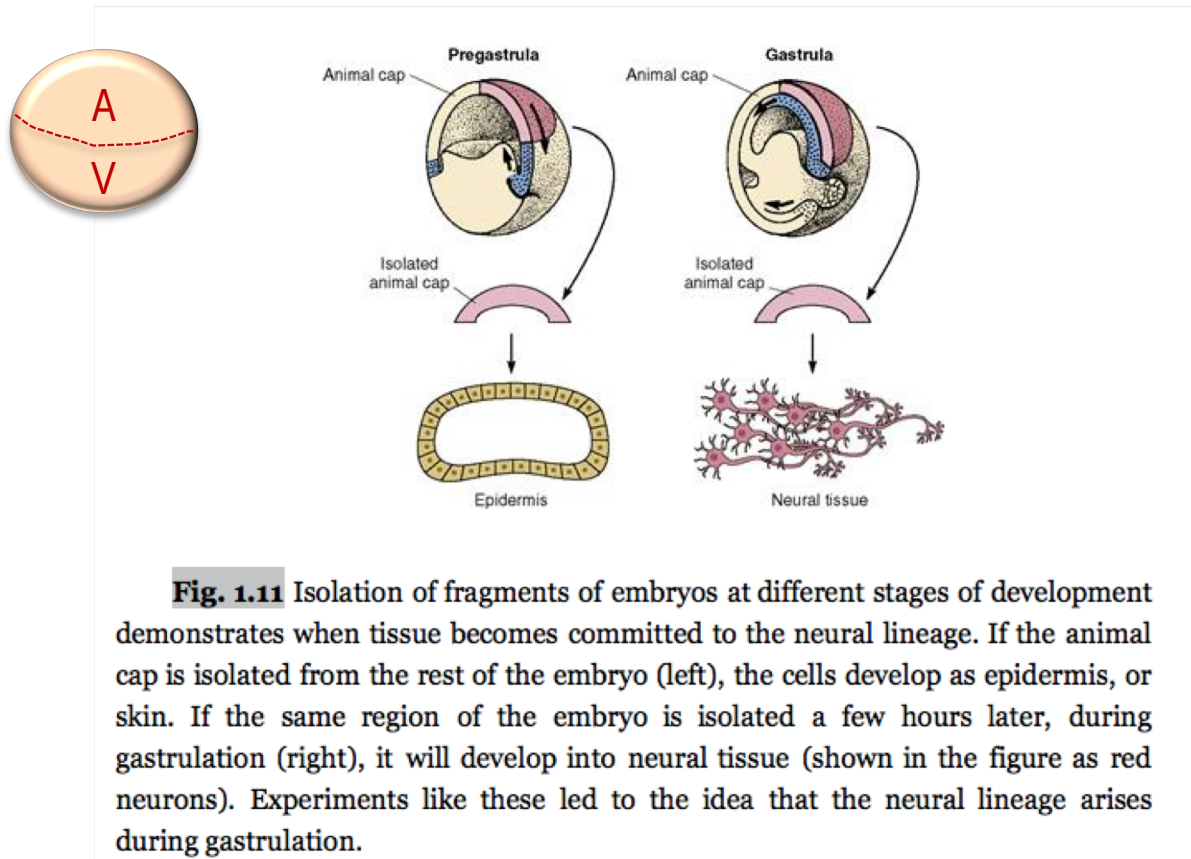 A
V
Pregastrula
Animal cap
Gastrula
Animal cap
Isolated
animal cap
Isolated
animal cap
Epidermis
Neural tissue
Fig. 1.11 Isolation of fragments of embryos at different stages of development
demonstrates when tissue becomes committed to the neural lineage. If the animal
cap is isolated from the rest of the embryo (left), the cells develop as epidermis, or
skin. If the same region of the embryo is isolated a few hours later, during
gastrulation (right), it will develop into neural tissue (shown in the figure as red
neurons). Experiments like these led to the idea that the neural lineage arises
during gastrulation.